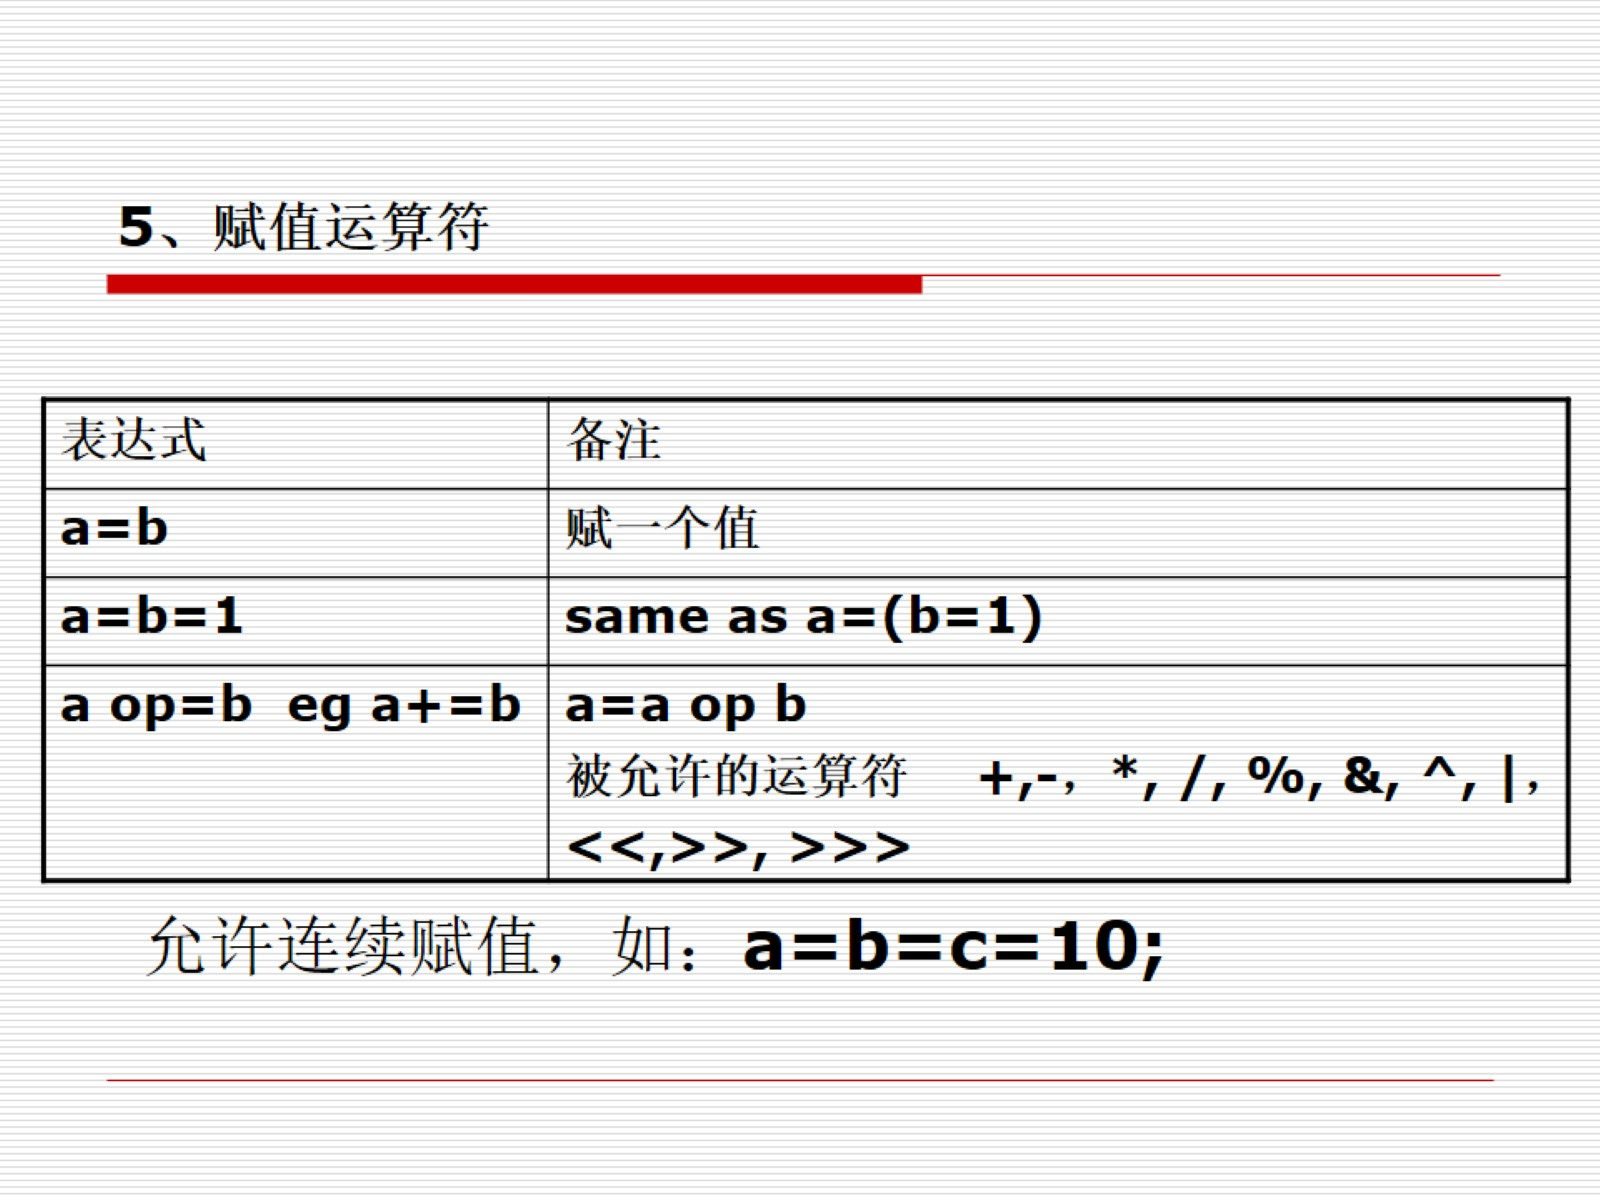 5、赋值运算符
表达式 备注
a=b 赋一个值
a=b=1 same as a=(b=1)
a op=b eg a+=b a=a op b
被允许的运算符 +,-，*, /, %, &, ^, |，
<<,>>, >>>
允许连续赋值，如：a=b=c=10;